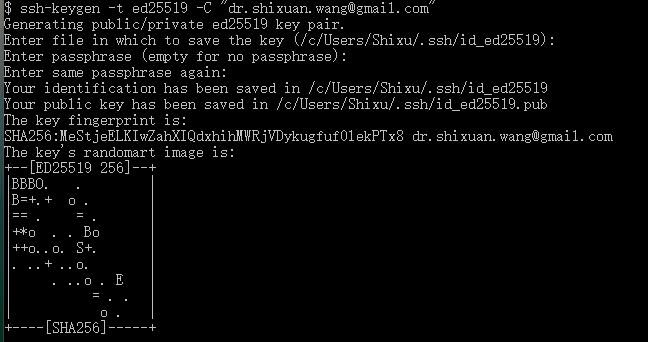 $ ssh-keygen -t ed25519 -C "dr.shixuan.wang@gmail.com"
Generating public/private ed25519 key pair.
Enter file in which to save the key (/c/Users/Shixu/.ssh/id_ed25519):
Enter passphrase (empty for no passphrase):
Enter same passphrase again:
Your identification has been saved in /c/Users/Shixu/.ssh/id_ed25519
Your public key has been saved in /c/Users/Shixu/.ssh/id_ed25519.pub
The key fingerprint is:
SHA256:MeStjeELKIwZahXIQdxhihMWRjVDykugfuf0lekPTx8 dr.shixuan.wang@gmail.com
The key's randomart image is:
+--[ED25519 256]--+
|BBBO.   .        |
|B=+.+  o .       |
|== .    = .      |
|+*o  . . Bo      |
|++o..o. S+.      |
|. ..+ ..o.       |
|     . ..o . E   |
|          = . .  |
|           o .   |
+----[SHA256]-----+